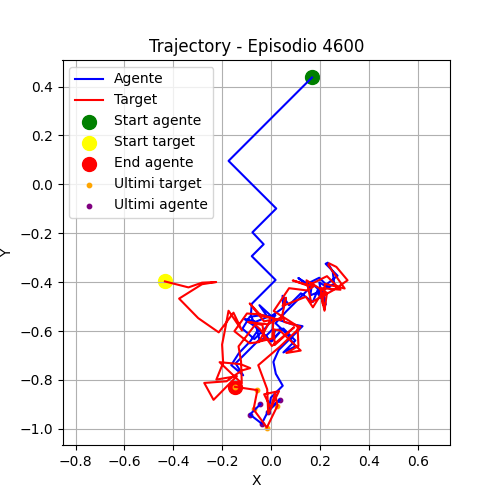 Trajectory - Episodio 4600
Agente
Target
Start agente
Start target
End agente
Ultimi target
Ultimi agente
0.4
0.2
0.0
−0.2
−0.4
−0.6
−0.8
−1.0
Y
−0.8
−0.6
−0.4
−0.2
0.0
0.2
0.4
0.6
X